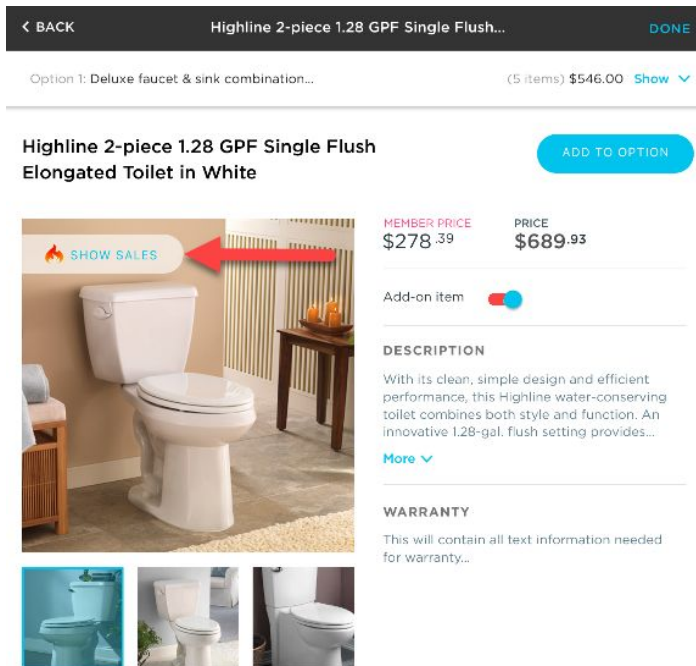 < BACK
Highline 2-piece 1.28 GPF Single Flush...
DONE
Option 1: Deluxe faucet & sink combination...
(5 items) $546.00 Show
Highline 2-piece 1.28 GPF Single Flush
Elongated Toilet in White
ADD TO OPTION
SHOW SALES
MEMBER PRICE
$278.39
PRICE
$689.93
Add-on item
DESCRIPTION
With its clean, simple design and efficient
performance, this Highline water-conserving
toilet combines both style and function. An
innovative 1.28-gal. flush setting provides...
More
WARRANTY
This will contain all text information needed
for warranty...